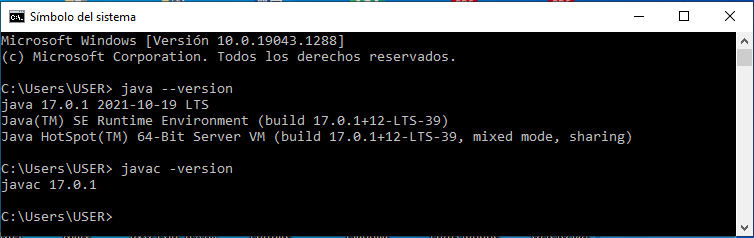 Símbolo del sistema
Microsoft Windows [Versión 10.0.19043.1288]
(c) Microsoft Corporation. Todos los derechos reservados.
C:\Users\USER> java --version
java 17.0.1 2021-10-19 LTS
Java(TM) SE Runtime Environment (build 17.0.1+12-LTS-39)
Java HotSpot(TM) 64-Bit Server VM (build 17.0.1+12-LTS-39, mixed mode, sharing)
C:\Users\USER> javac -version
javac 17.0.1
C:\Users\USER>